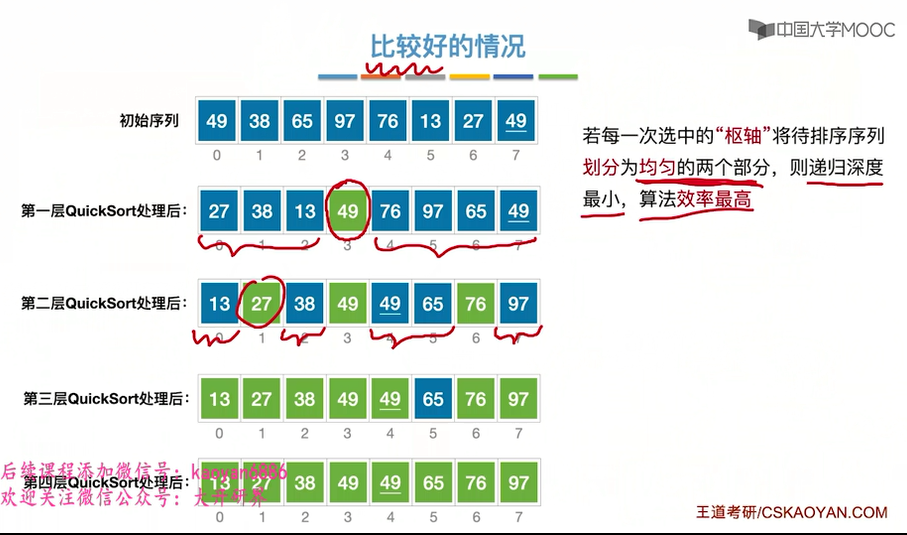 中国大学MOOC
比较好的情况
初始序列 49 38 65 97 76 13 27 49
0 1 2 3 4 5 6 7
第一层QuickSort处理后: 27 38 13 49 76 97 65 49
0 1 2 3 4 5 6 7
第二层QuickSort处理后: 13 27 38 49 49 65 76 97
0 1 2 3 4 5 6 7
第三层QuickSort处理后: 13 27 38 49 49 65 76 97
0 1 2 3 4 5 6 7
第四层QuickSort处理后: 13 27 38 49 49 65 76 97
0 1 2 3 4 5 6 7
若每一次选中的“枢轴”将待排序序列
划分为均匀的两个部分，则递归深度
最小，算法效率最高
后续课程添加微信号：kaoyan6886
欢迎关注微信公众号：大开研界
王道考研/CSKAOYAN.COM